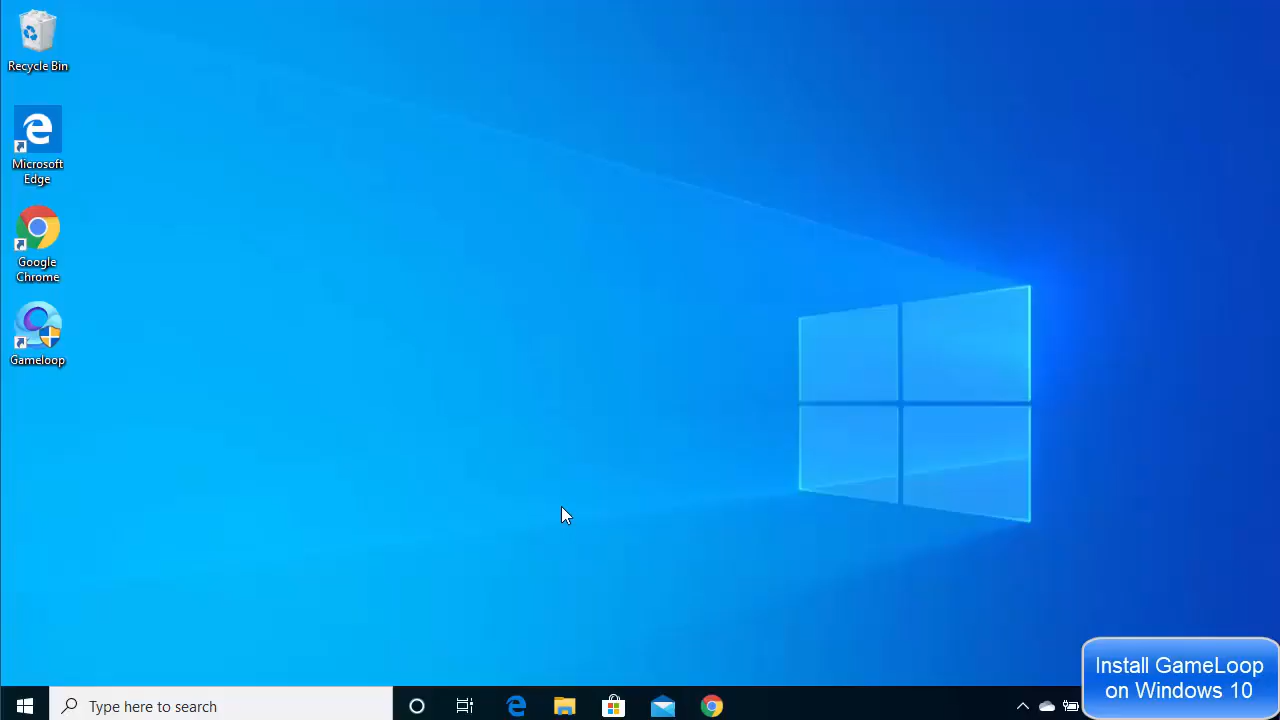 Recycle Bin
Microsoft
Edge
Google
Chrome
Gameloop
Type here to search
Install GameLoop
on Windows 10